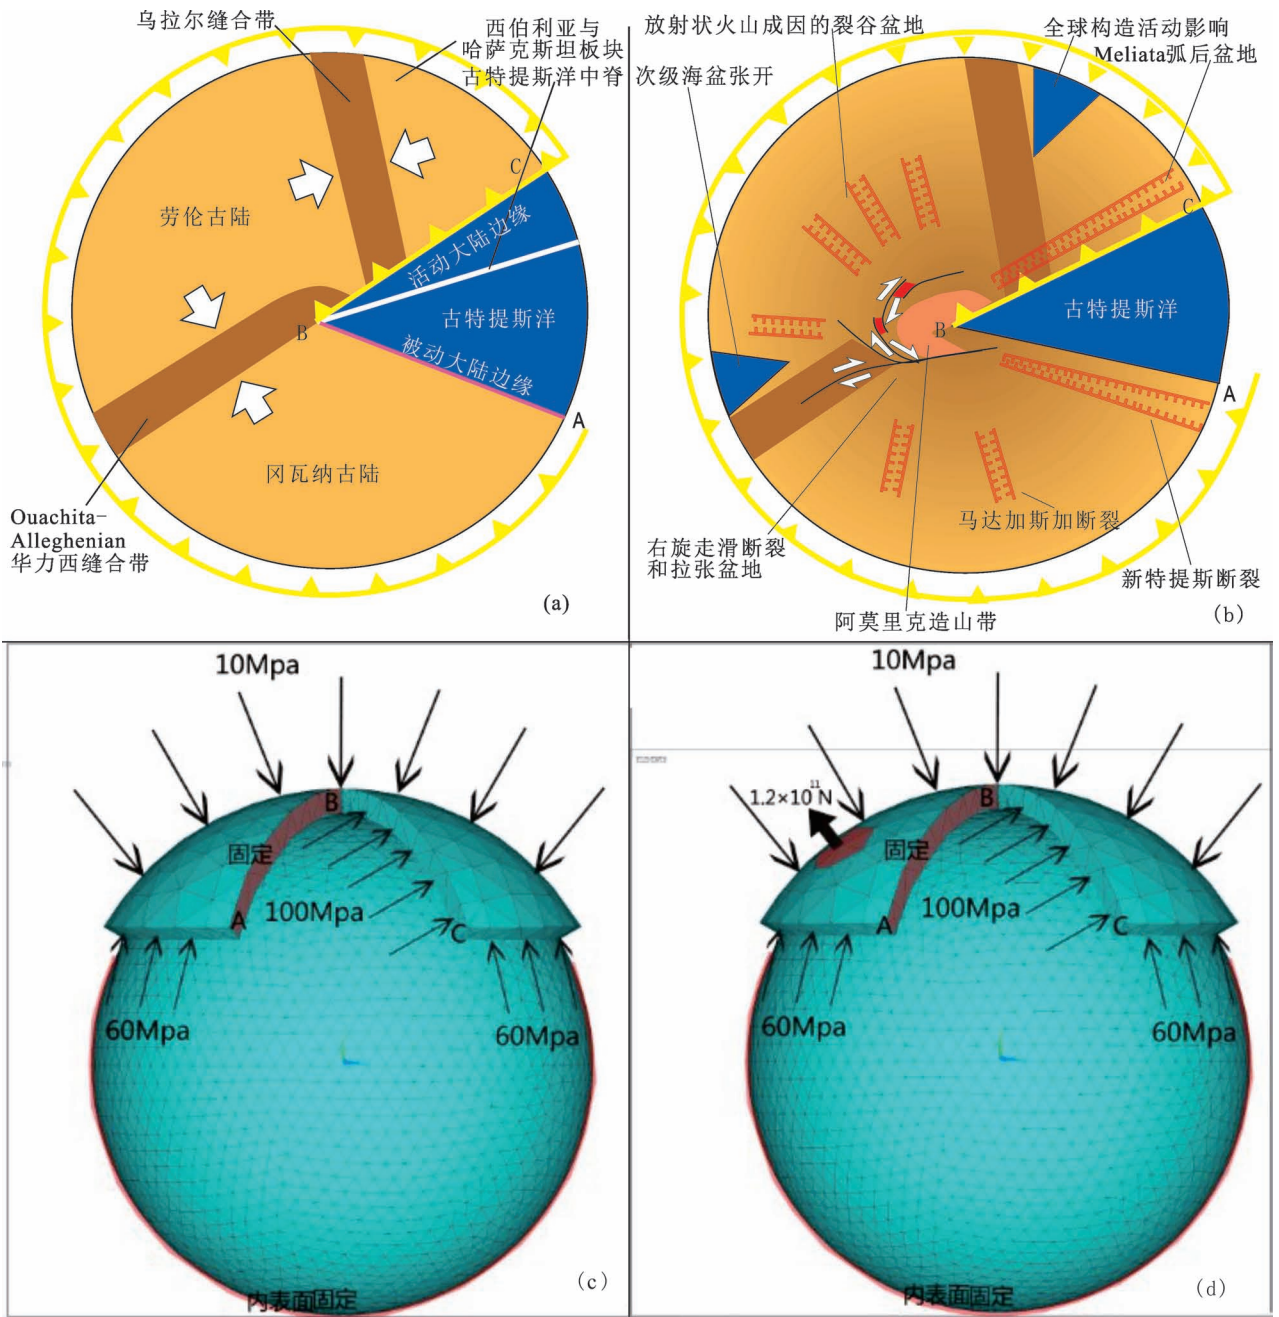 乌拉尔缝合带
西伯利亚与
哈萨克斯坦板块
古特提斯洋中脊
C
劳伦古陆
活动大陆边缘
B
古特提斯洋
被动大陆边缘
A
冈瓦纳古陆
Ouachita-
Alleghenian
华力西缝合带
(a)
放射状火山成因的裂谷盆地
全球构造活动影响
Meliata弧后盆地
次级海盆张开
C
古特提斯洋
B
A
马达加斯加断裂
右旋走滑断裂
和拉张盆地
新特提斯断裂
阿莫里克造山带
(b)
10Mpa
B
固定
A
100Mpa
C
60Mpa
60Mpa
内表面固定
(c)
10Mpa
1.2×10¹¹N
B
固定
A
100Mpa
C
60Mpa
60Mpa
内表面固定
(d)